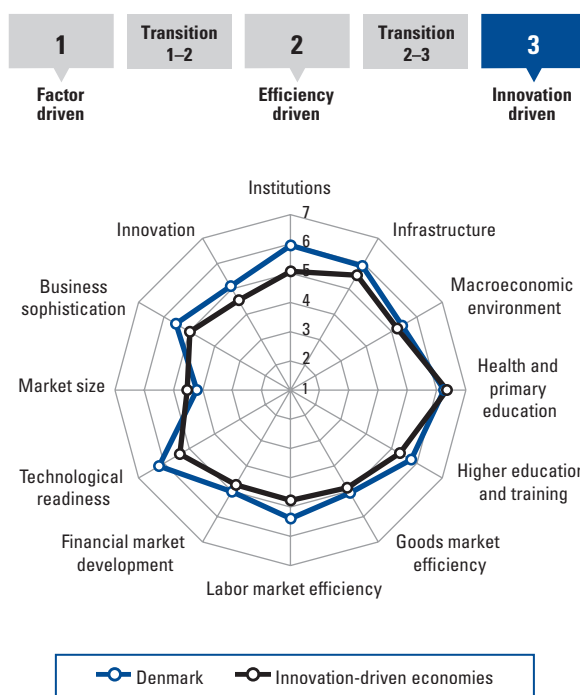 1
Transition
1–2
2
Transition
2–3
3
Factor
driven
Efficiency
driven
Innovation
driven
Institutions
7
Innovation
6
Infrastructure
5
Business
sophistication
4
Macroeconomic
environment
3
2
Market size
1
Health and
primary
education
Technological
readiness
Higher education
and training
Financial market
development
Goods market
efficiency
Labor market efficiency
Denmark
Innovation-driven economies